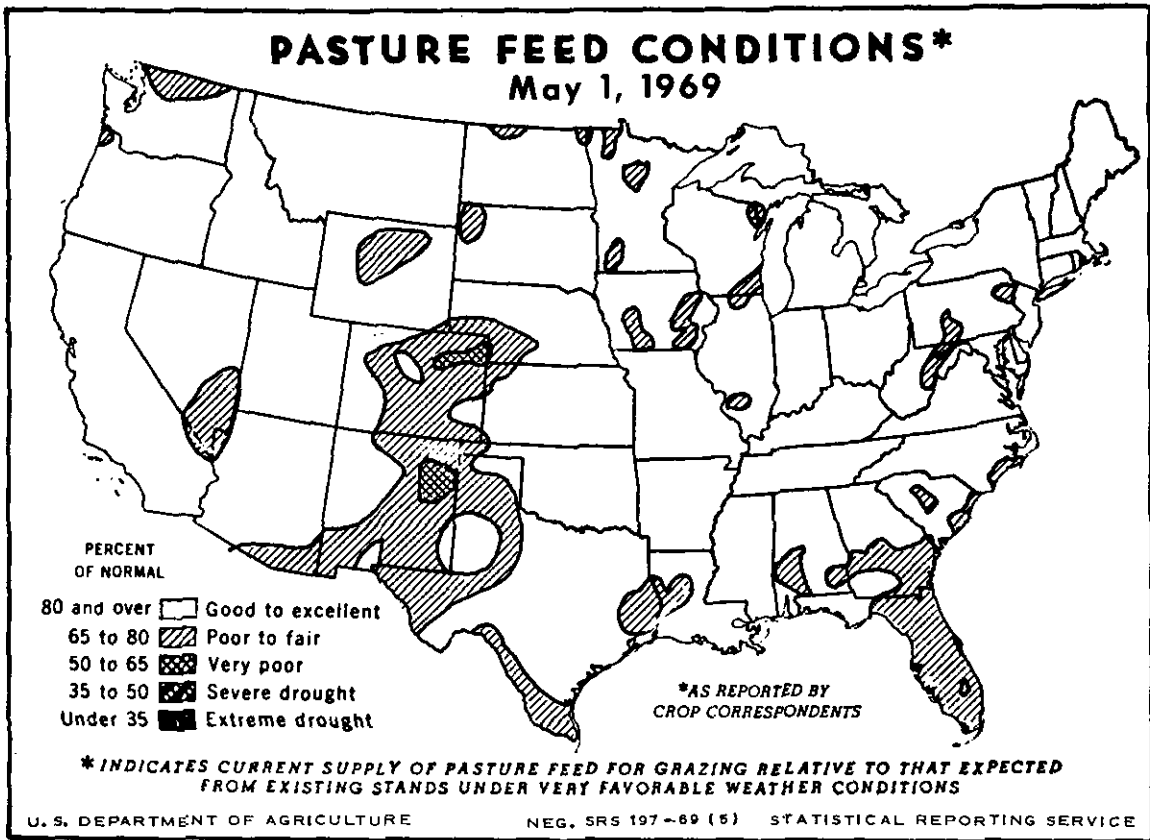 PASTURE FEED CONDITIONS*
May 1, 1969
PERCENT
OF NORMAL
80 and over Good to excellent
65 to 80 Poor to fair
50 to 65 Very poor
35 to 50 Severe drought
Under 35 Extreme drought
*AS REPORTED BY
CROP CORRESPONDENTS
* INDICATES CURRENT SUPPLY OF PASTURE FEED FOR GRAZING RELATIVE TO THAT EXPECTED
FROM EXISTING STANDS UNDER VERY FAVORABLE WEATHER CONDITIONS
U. S. DEPARTMENT OF AGRICULTURE NEG. SRS 197-69 (5) STATISTICAL REPORTING SERVICE